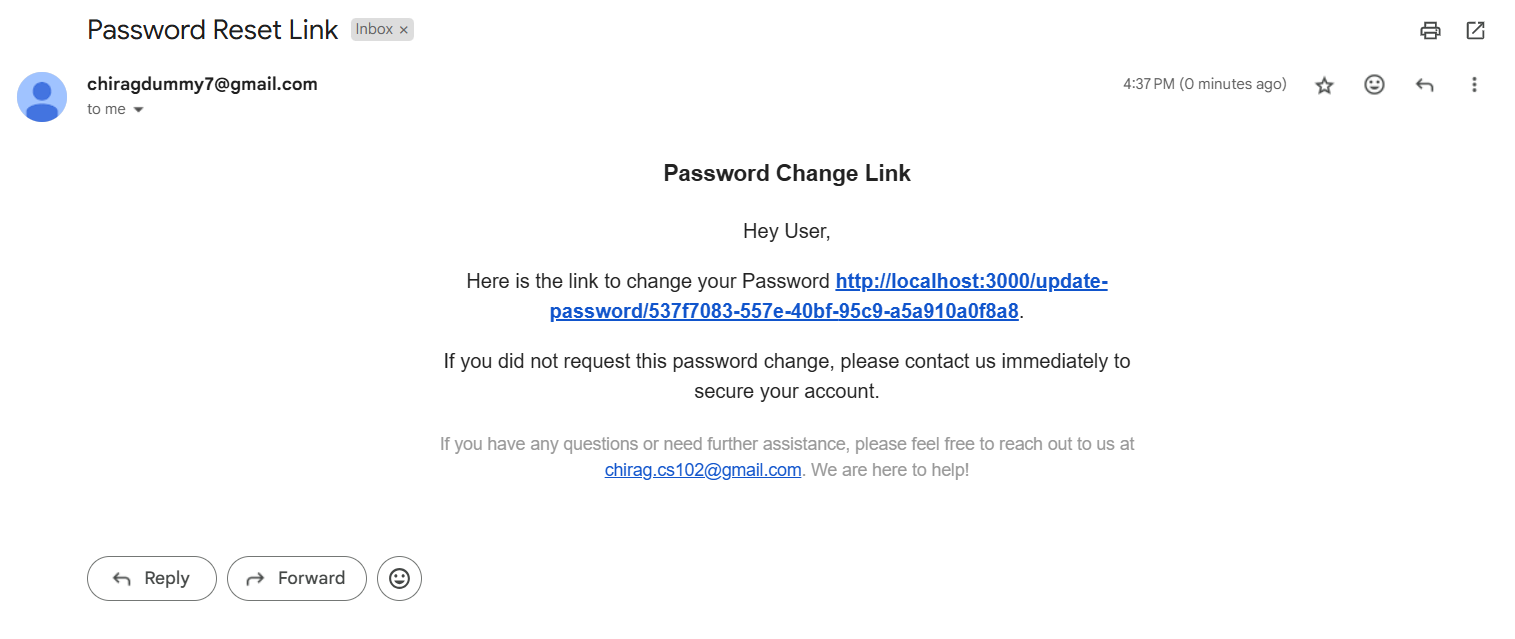 Password Reset Link Inbox ×
chiragdummy7@gmail.com 4:37 PM (0 minutes ago)
to me
Password Change Link
Hey User,
Here is the link to change your Password http://localhost:3000/update-
password/537f7083-557e-40bf-95c9-a5a910a0f8a8.
If you did not request this password change, please contact us immediately to
secure your account.
If you have any questions or need further assistance, please feel free to reach out to us at
chirag.cs102@gmail.com. We are here to help!
Reply Forward